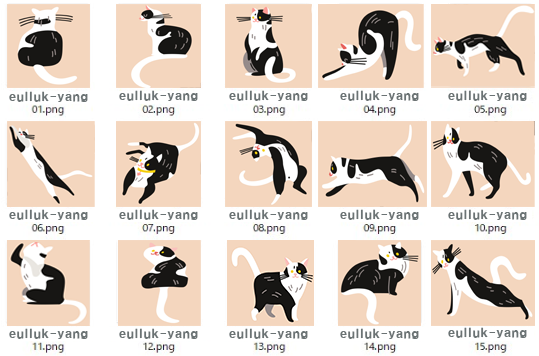 eulluk-yang eulluk-yang eulluk-yang eulluk-yang eulluk-yang
01.png 02.png 03.png 04.png 05.png
eulluk-yang eulluk-yang eulluk-yang eulluk-yang eulluk-yang
06.png 07.png 08.png 09.png 10.png
eulluk-yang eulluk-yang eulluk-yang eulluk-yang eulluk-yang
11.png 12.png 13.png 14.png 15.png